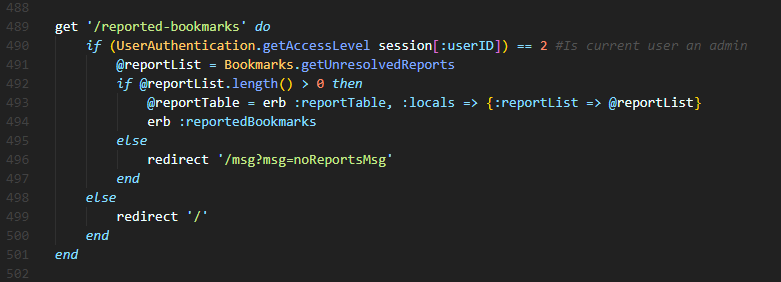 488
489 get '/reported-bookmarks' do
490 if (UserAuthentication.getAccessLevel session[:userID]) == 2 #Is current user an admin
491 @reportList = Bookmarks.getUnresolvedReports
492 if @reportList.length() > 0 then
493 @reportTable = erb :reportTable, :locals => {:reportList => @reportList}
494 erb :reportedBookmarks
495 else
496 redirect '/msg?msg=noReportsMsg'
497 end
498 else
499 redirect '/'
500 end
501 end
502